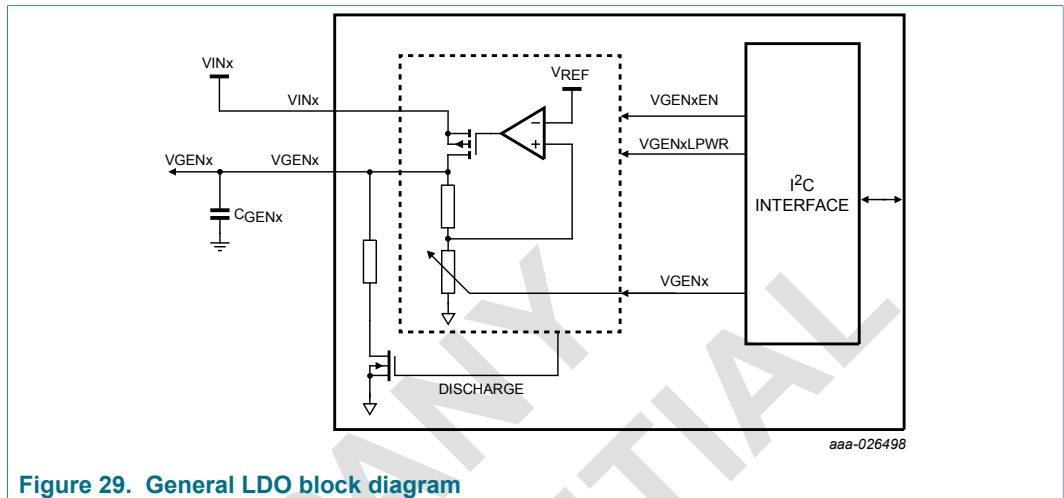 VINx
VINx
VREF
VGENxEN
VGENx
VGENx
VGENxLPWR
CGENx
I2C
INTERFACE
VGENx
DISCHARGE
aaa-026498
Figure 29. General LDO block diagram